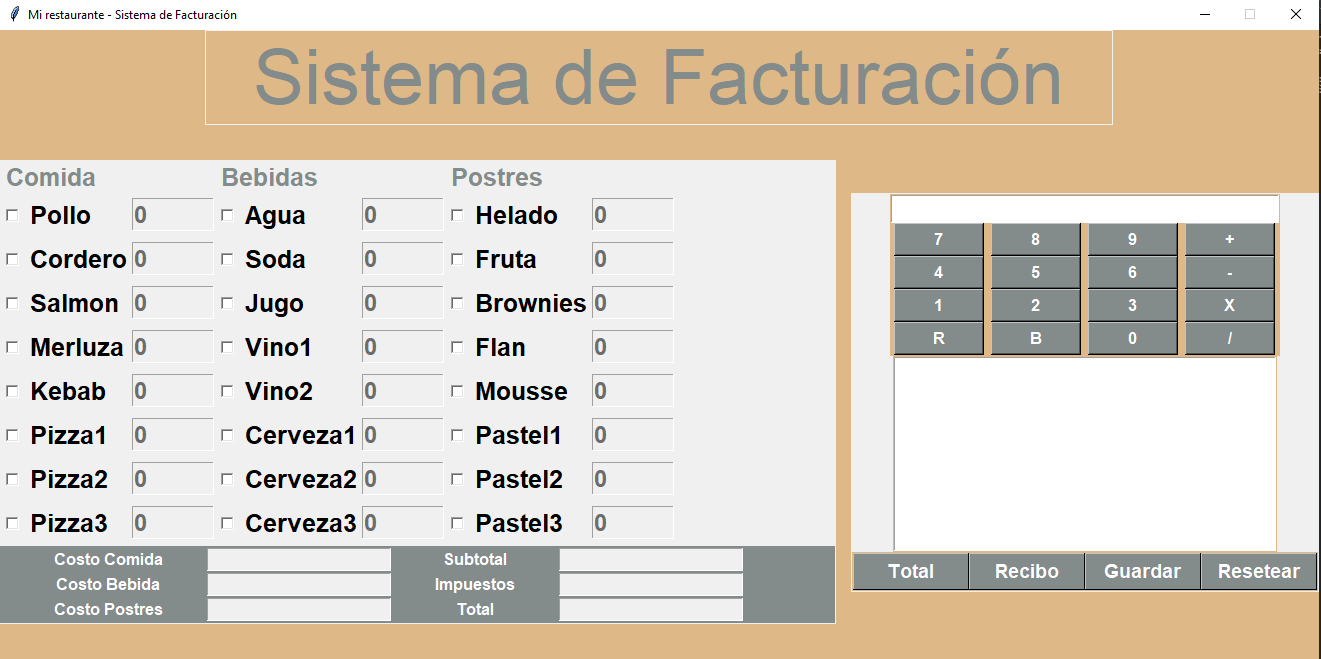 Mi restaurante - Sistema de Facturación
Sistema de Facturación
Comida Bebidas Postres
Pollo 0 Agua 0 Helado 0
Cordero 0 Soda 0 Fruta 0
Salmon 0 Jugo 0 Brownies 0
Merluza 0 Vino1 0 Flan 0
Kebab 0 Vino2 0 Mousse 0
Pizza1 0 Cerveza1 0 Pastel1 0
Pizza2 0 Cerveza2 0 Pastel2 0
Pizza3 0 Cerveza3 0 Pastel3 0
Costo Comida Subtotal
Costo Bebida Impuestos
Costo Postres Total
7 8 9 +
4 5 6 -
1 2 3 X
R B 0 /
Total Recibo Guardar Resetear